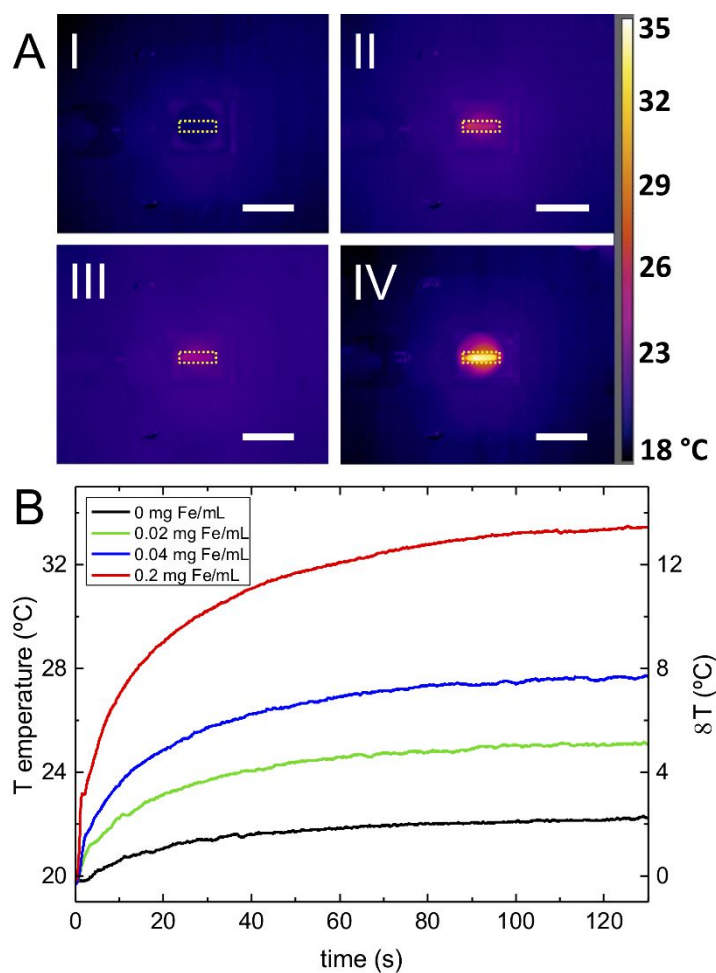 A
I
II
III
IV
35
32
29
26
23
18 °C
B
0 mg Fe/mL
0.02 mg Fe/mL
0.04 mg Fe/mL
0.2 mg Fe/mL
32
28
24
20
T emperature (ºC)
12
8
4
0
8T (ºC)
0 20 40 60 80 100 120
time (s)